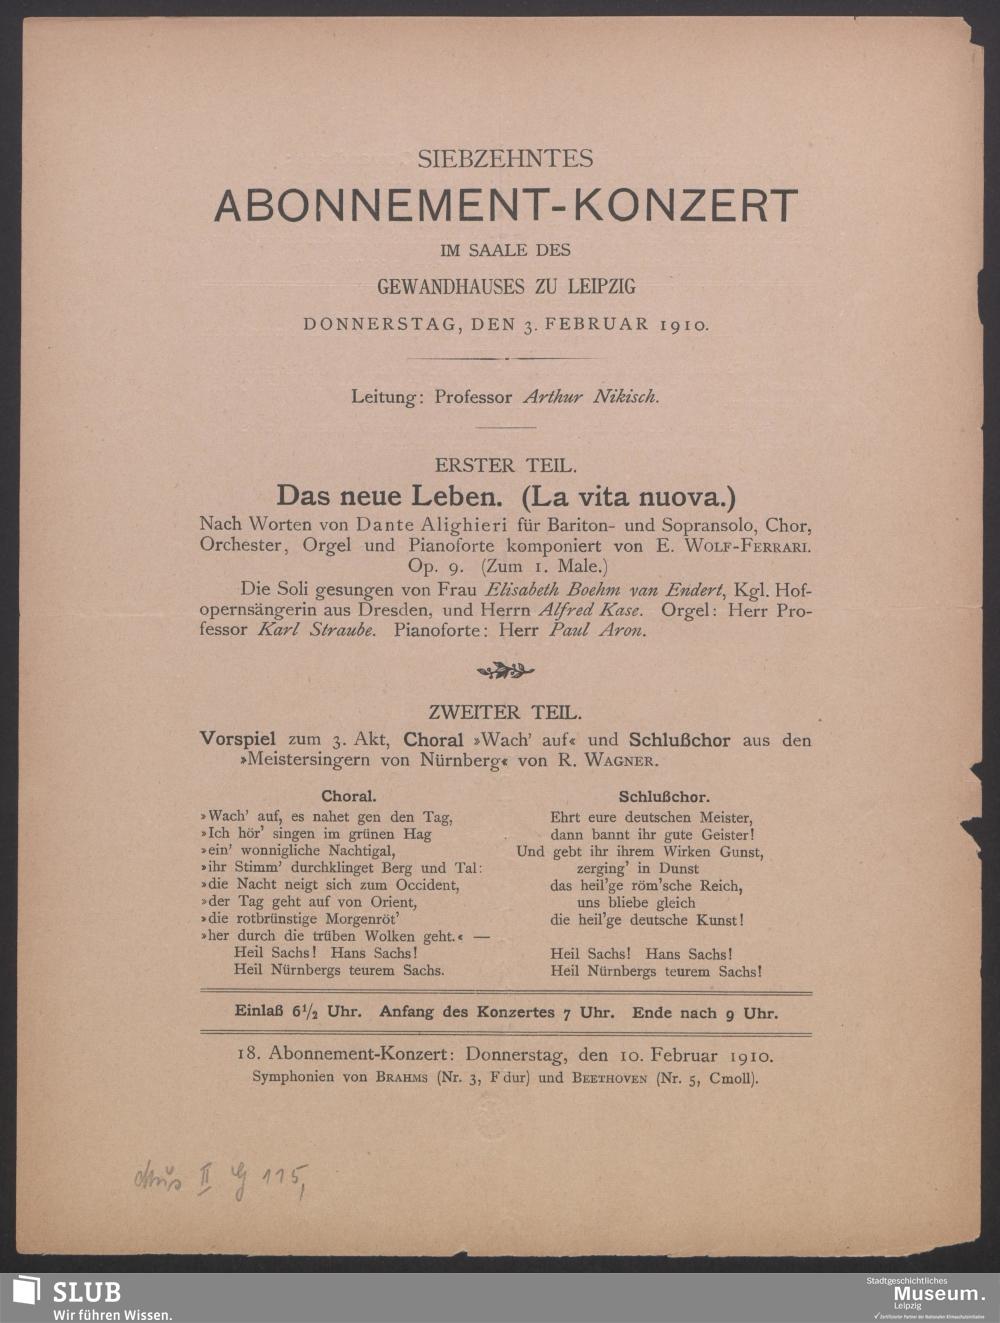 SIEBZEHNTES
ABONNEMENT-KONZERT
IM SAALE DES
GEWANDHAUSES ZU LEIPZIG
DONNERSTAG, DEN 3. FEBRUAR 1910.
Leitung: Professor Arthur Nikisch.
ERSTER TEIL.
Das neue Leben. (La vita nuova.)
Nach Worten von Dante Alighieri für Bariton- und Sopransolo, Chor,
Orchester, Orgel und Pianoforte komponiert von E. WOLF-FERRARI.
Op. 9. (Zum 1. Male.)
Die Soli gesungen von Frau Elisabeth Boehm van Endert, Kgl. Hof-
opernsängerin aus Dresden, und Herrn Alfred Kase. Orgel: Herr Pro-
fessor Karl Straube. Pianoforte: Herr Paul Aron.
ZWEITER TEIL.
Vorspiel zum 3. Akt, Choral »Wach' auf« und Schlußchor aus den
»Meistersingern von Nürnberg« von R. WAGNER.
Choral.
»Wach' auf, es nahet gen den Tag,
»Ich hör' singen im grünen Hag
»ein' wonnigliche Nachtigal,
»ihr Stimm' durchklinget Berg und Tal:
»die Nacht neigt sich zum Occident,
»der Tag geht auf von Orient,
»die rotbrünstige Morgenröt'
»her durch die trüben Wolken geht.« —
Heil Sachs! Hans Sachs!
Heil Nürnbergs teurem Sachs.
Schlußchor.
Ehrt eure deutschen Meister,
dann bannt ihr gute Geister!
Und gebt ihr ihrem Wirken Gunst,
zerging' in Dunst
das heil'ge röm'sche Reich,
uns bliebe gleich
die heil'ge deutsche Kunst!
Heil Sachs! Hans Sachs!
Heil Nürnbergs teurem Sachs!
Einlaß 6½ Uhr. Anfang des Konzertes 7 Uhr. Ende nach 9 Uhr.
18. Abonnement-Konzert: Donnerstag, den 10. Februar 1910.
Symphonien von BRAHMS (Nr. 3, F dur) und BEETHOVEN (Nr. 5, Cmoll).
Mus II G 115,
SLUB
Wir führen Wissen.
Stadtgeschichtliches
Museum.
Leipzig
Zertifizierter Partner der Nationalen Klimaschutzinitiative